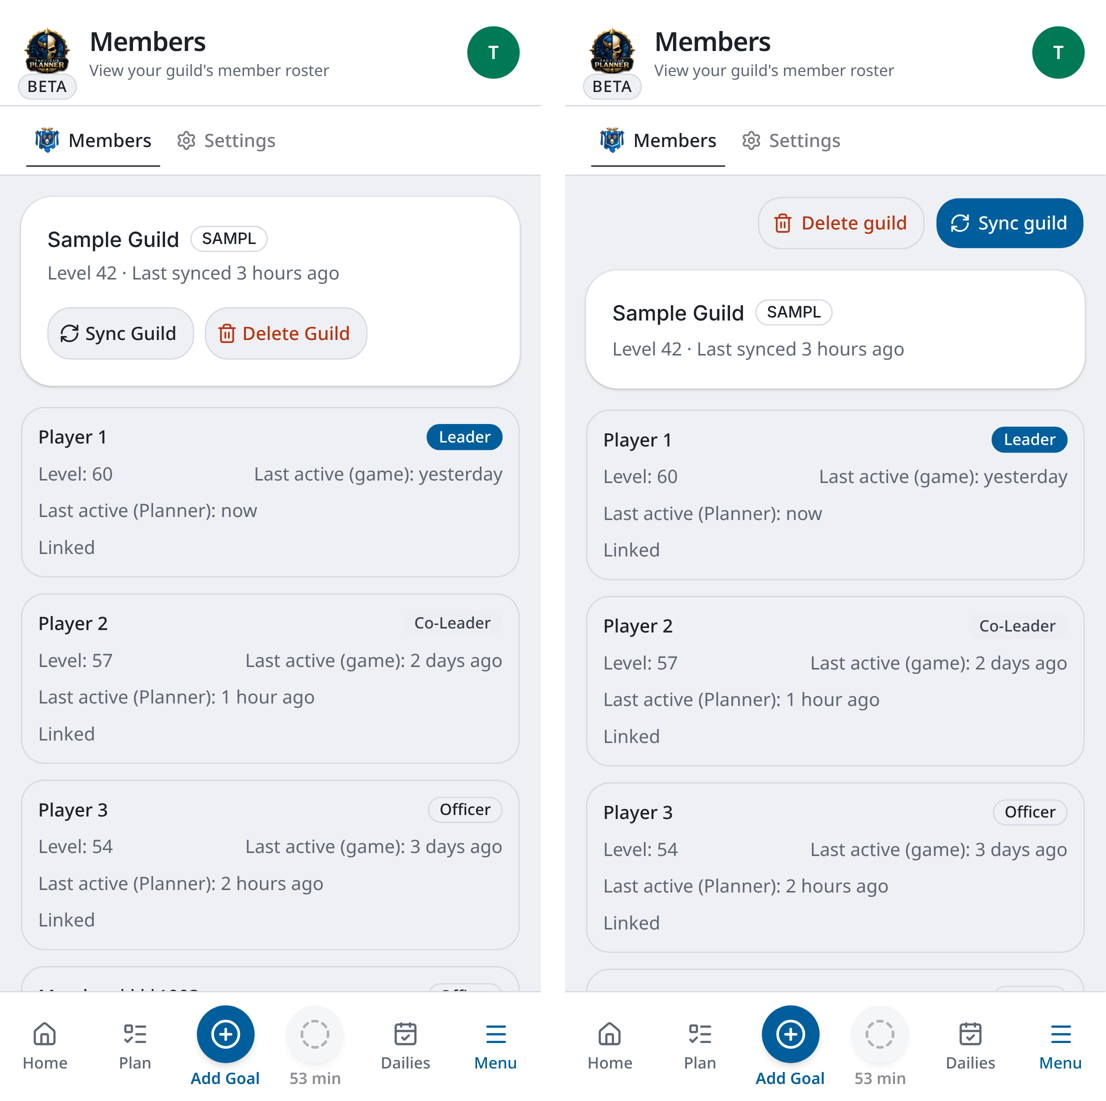 Members
View your guild's member roster
T
PLANNER
BETA
Members
Settings
Sample Guild
SAMPL
Level 42 · Last synced 3 hours ago
Sync Guild
Delete Guild
Player 1
Leader
Level: 60
Last active (game): yesterday
Last active (Planner): now
Linked
Player 2
Co-Leader
Level: 57
Last active (game): 2 days ago
Last active (Planner): 1 hour ago
Linked
Player 3
Officer
Level: 54
Last active (game): 3 days ago
Last active (Planner): 2 hours ago
Linked
Home
Plan
Add Goal
53 min
Dailies
Menu
Members
View your guild's member roster
T
PLANNER
BETA
Members
Settings
Delete guild
Sync guild
Sample Guild
SAMPL
Level 42 · Last synced 3 hours ago
Player 1
Leader
Level: 60
Last active (game): yesterday
Last active (Planner): now
Linked
Player 2
Co-Leader
Level: 57
Last active (game): 2 days ago
Last active (Planner): 1 hour ago
Linked
Player 3
Officer
Level: 54
Last active (game): 3 days ago
Last active (Planner): 2 hours ago
Linked
Home
Plan
Add Goal
53 min
Dailies
Menu